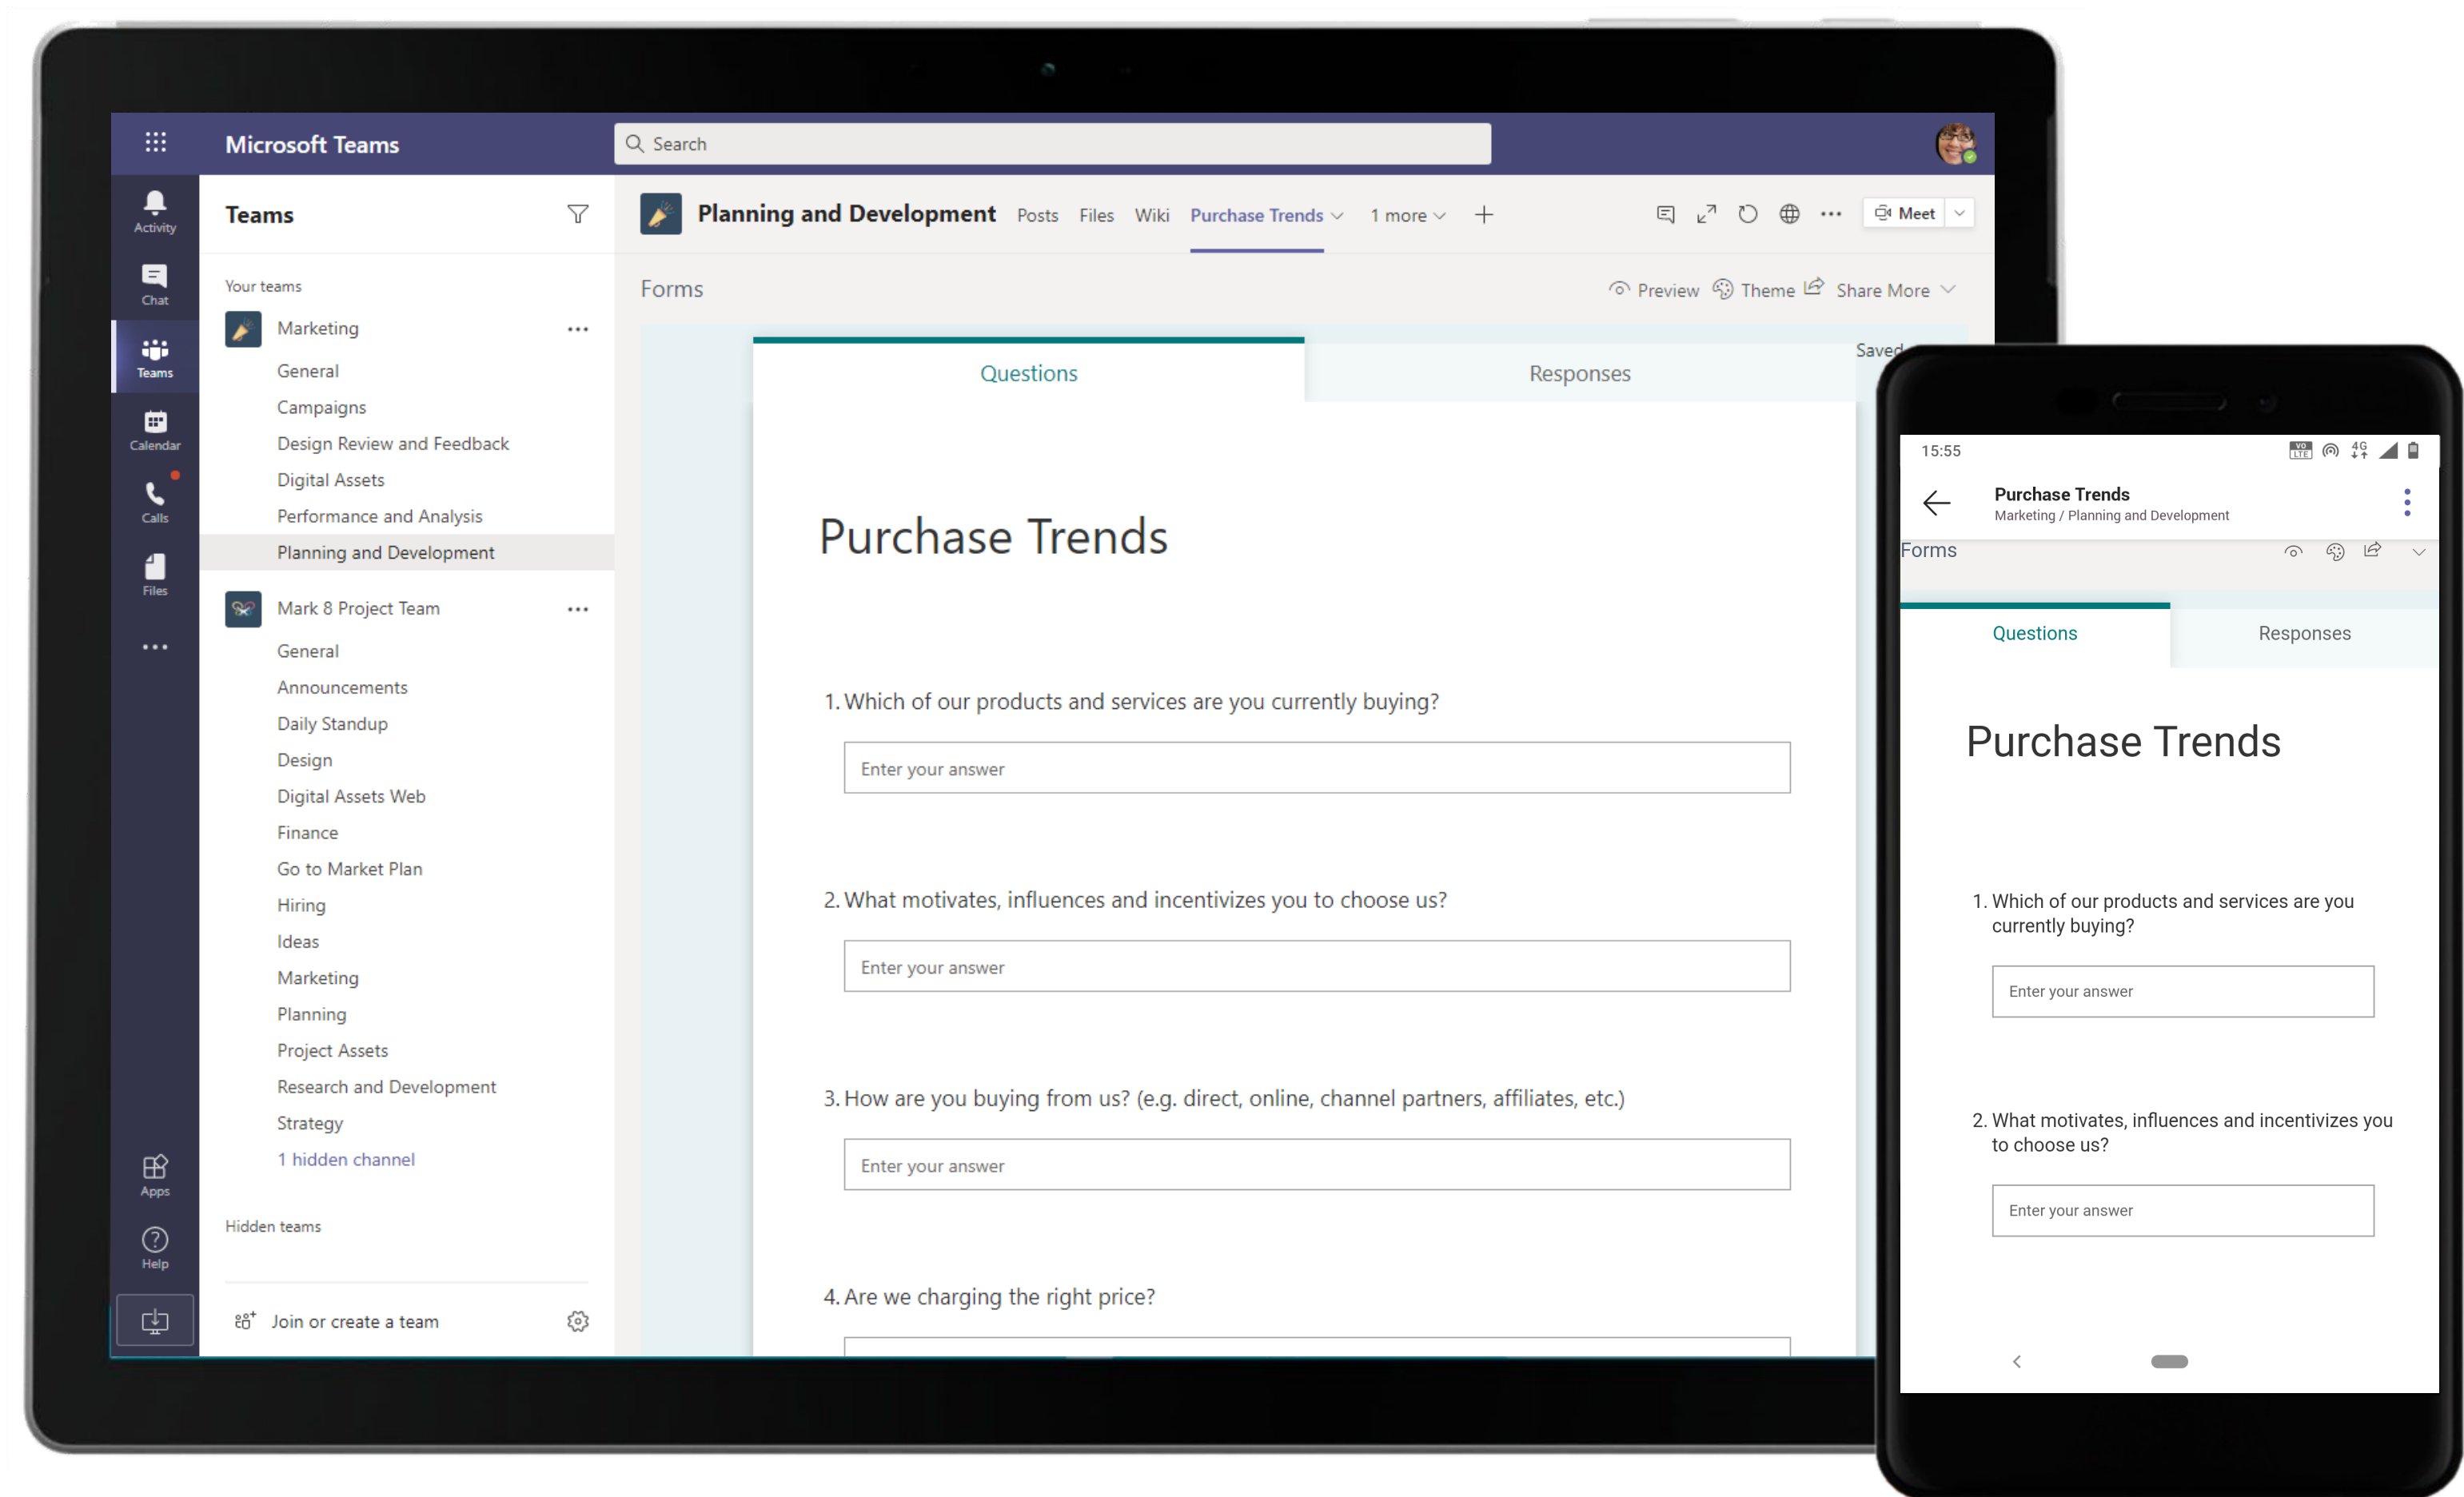 Microsoft Teams
Search
Activity
Chat
Teams
Calendar
Calls
Files
Apps
Help
Teams
Your teams
Marketing
General
Campaigns
Design Review and Feedback
Digital Assets
Performance and Analysis
Planning and Development
Mark 8 Project Team
General
Announcements
Daily Standup
Design
Digital Assets Web
Finance
Go to Market Plan
Hiring
Ideas
Marketing
Planning
Project Assets
Research and Development
Strategy
1 hidden channel
Hidden teams
Join or create a team
Planning and Development Posts Files Wiki Purchase Trends 1 more Meet
Forms Preview Theme Share More
Saved
Questions Responses
Purchase Trends
1. Which of our products and services are you currently buying?
Enter your answer
2. What motivates, influences and incentivizes you to choose us?
Enter your answer
3. How are you buying from us? (e.g. direct, online, channel partners, affiliates, etc.)
Enter your answer
4. Are we charging the right price?
15:55 VO LTE 4G
Purchase Trends
Marketing / Planning and Development
Forms
Questions Responses
Purchase Trends
1. Which of our products and services are you
currently buying?
Enter your answer
2. What motivates, influences and incentivizes you
to choose us?
Enter your answer